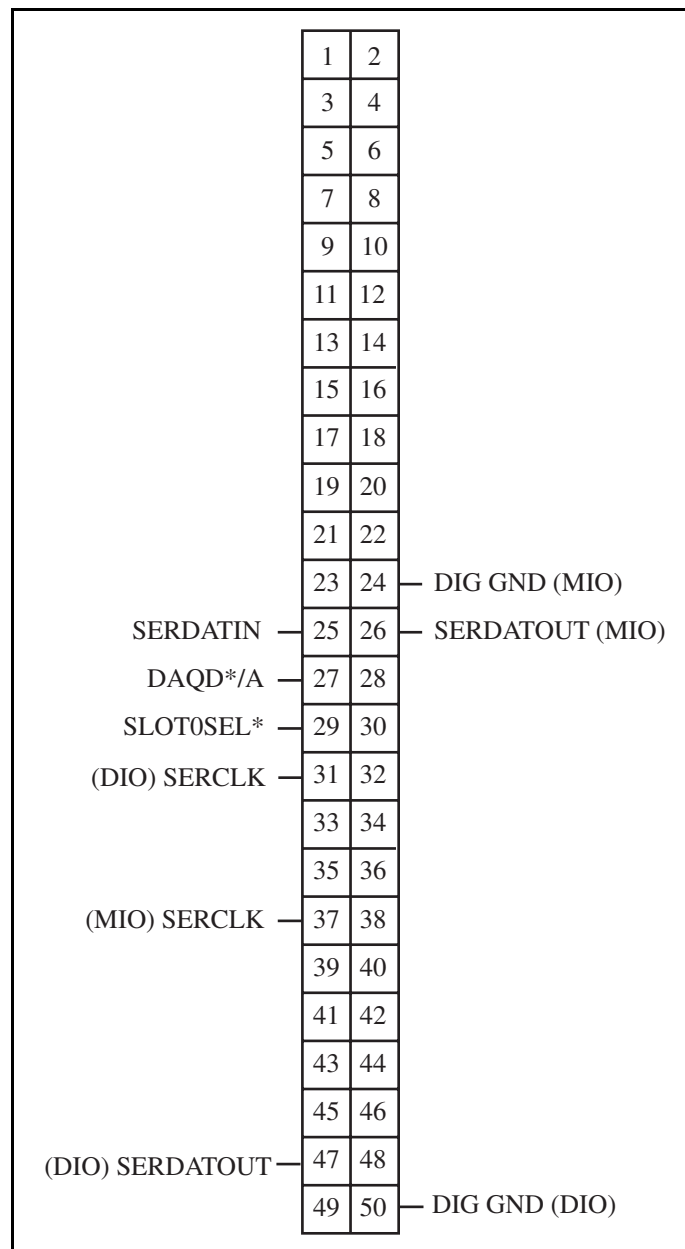 1 2
3 4
5 6
7 8
9 10
11 12
13 14
15 16
17 18
19 20
21 22
23 24 DIG GND (MIO)
SERDATIN 25 26 SERDATOUT (MIO)
DAQD*/A 27 28
SLOT0SEL* 29 30
(DIO) SERCLK 31 32
33 34
35 36
(MIO) SERCLK 37 38
39 40
41 42
43 44
45 46
(DIO) SERDATOUT 47 48
49 50 DIG GND (DIO)